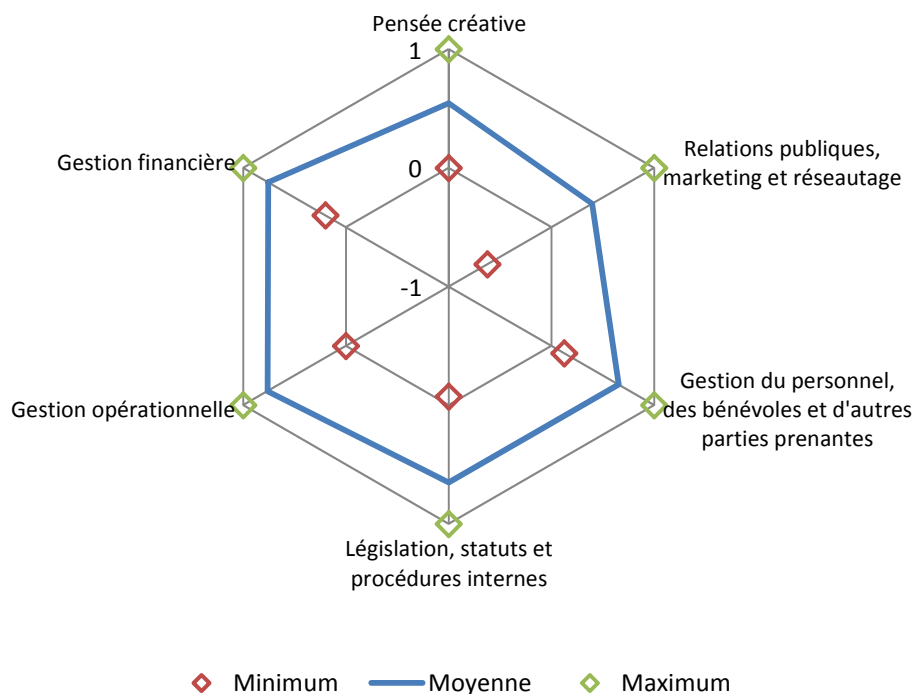 Pensée créative
1
Relations publiques,
marketing et réseautage
Gestion financière
0
-1
Gestion du personnel,
des bénévoles et d'autres
parties prenantes
Gestion opérationnelle
Législation, statuts et
procédures internes
Minimum
Moyenne
Maximum